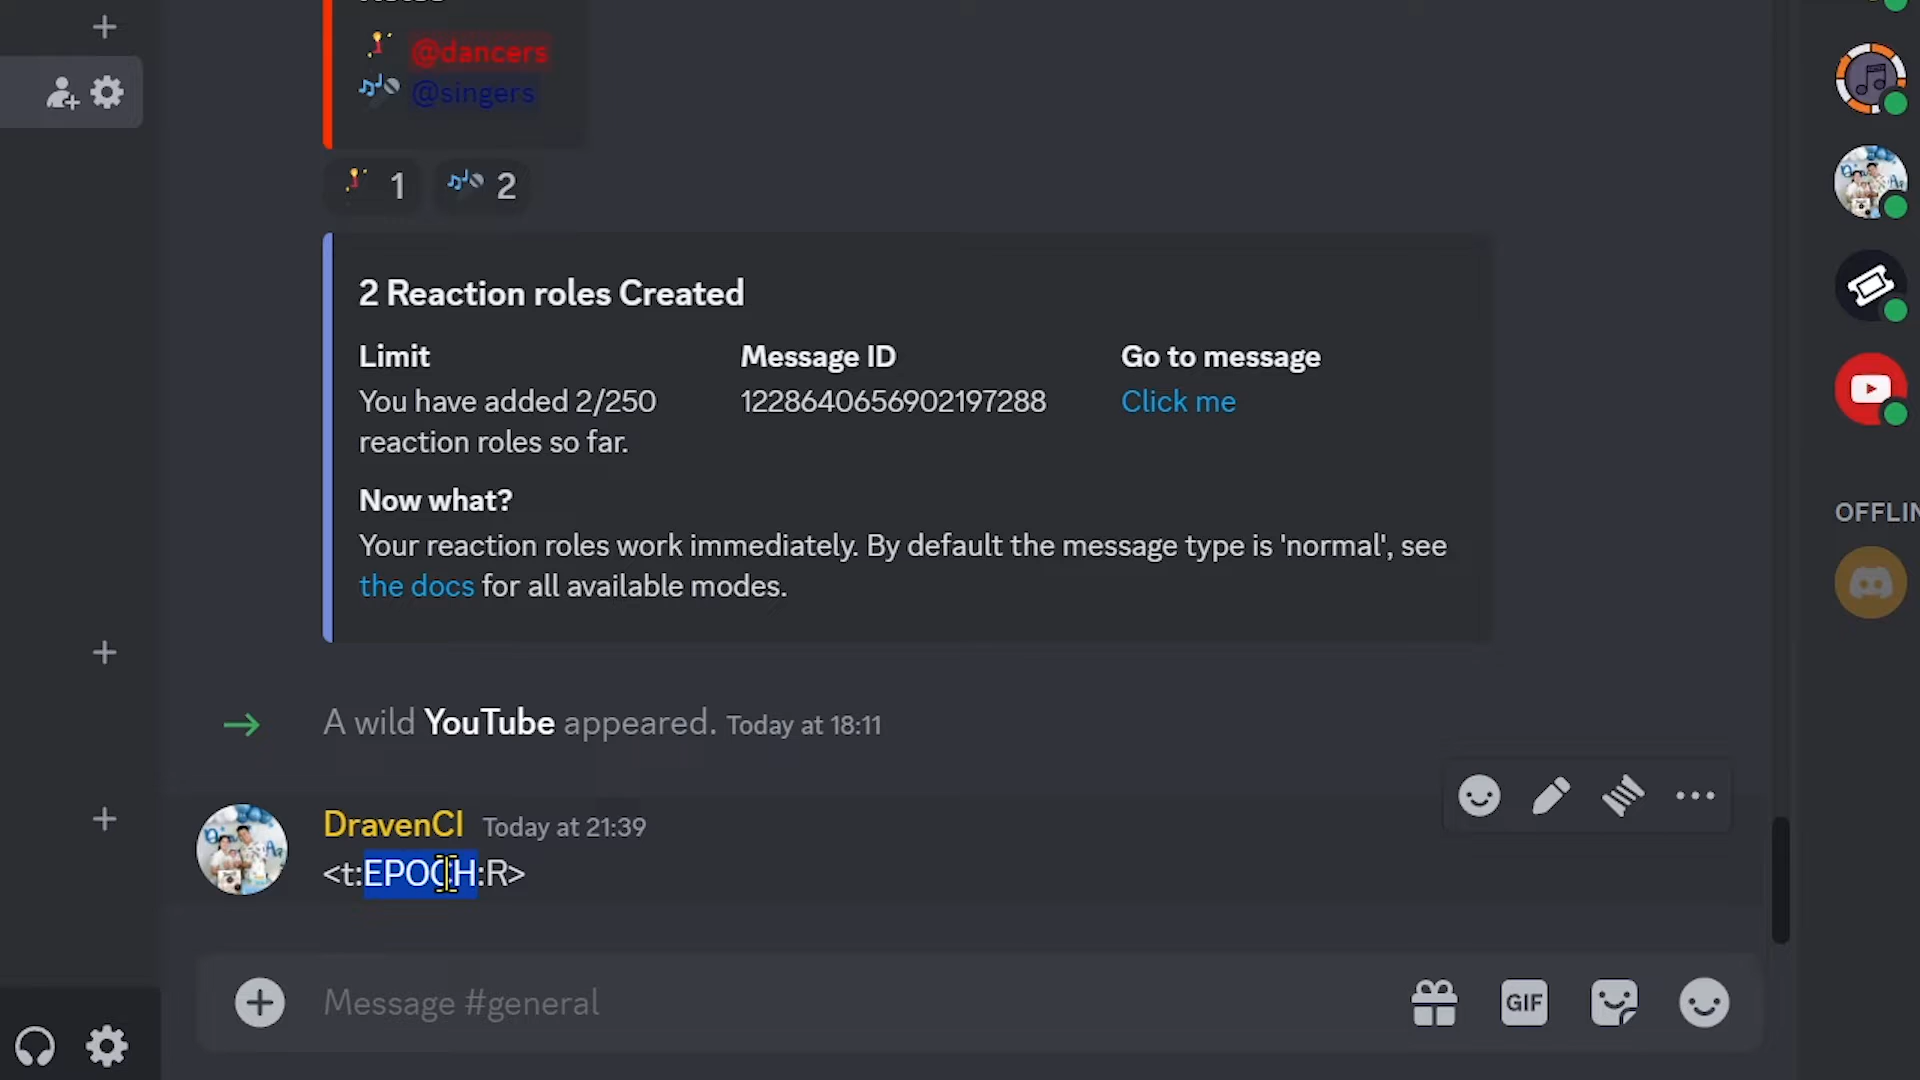 @dancers
@singers
1 2
2 Reaction roles Created
Limit Message ID Go to message
You have added 2/250 1228640656902197288 Click me
reaction roles so far.
Now what?
Your reaction roles work immediately. By default the message type is 'normal', see
the docs for all available modes.
A wild YouTube appeared. Today at 18:11
DravenCI Today at 21:39
<t:EPOCH:R>
Message #general
GIF
OFFLIN